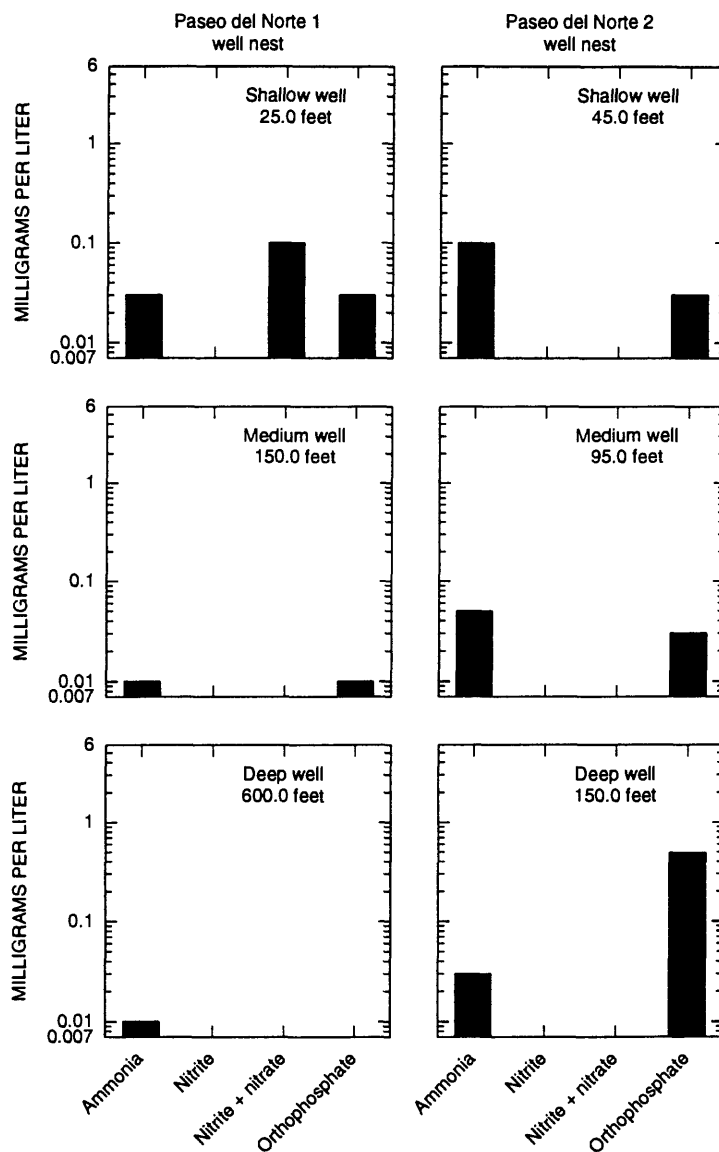 Paseo del Norte 1
well nest
Paseo del Norte 2
well nest
MILLIGRAMS PER LITER
6
1
0.1
0.01
0.007
Shallow well
25.0 feet
Shallow well
45.0 feet
MILLIGRAMS PER LITER
6
1
0.1
0.01
0.007
Medium well
150.0 feet
Medium well
95.0 feet
MILLIGRAMS PER LITER
6
1
0.1
0.01
0.007
Deep well
600.0 feet
Deep well
150.0 feet
Ammonia
Nitrite
Nitrite + nitrate
Orthophosphate
Ammonia
Nitrite
Nitrite + nitrate
Orthophosphate